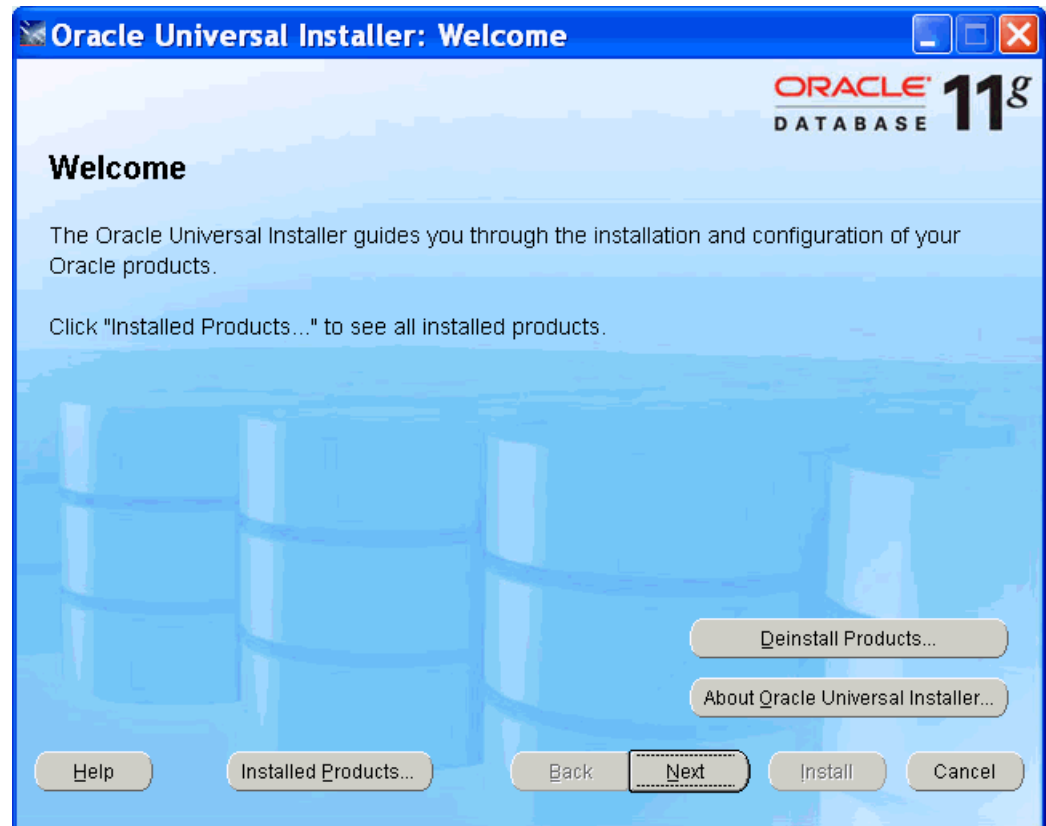 Oracle Universal Installer: Welcome
ORACLE 11g
DATABASE
Welcome
The Oracle Universal Installer guides you through the installation and configuration of your
Oracle products.
Click "Installed Products..." to see all installed products.
Deinstall Products...
About Oracle Universal Installer...
Help Installed Products... Back Next Install Cancel